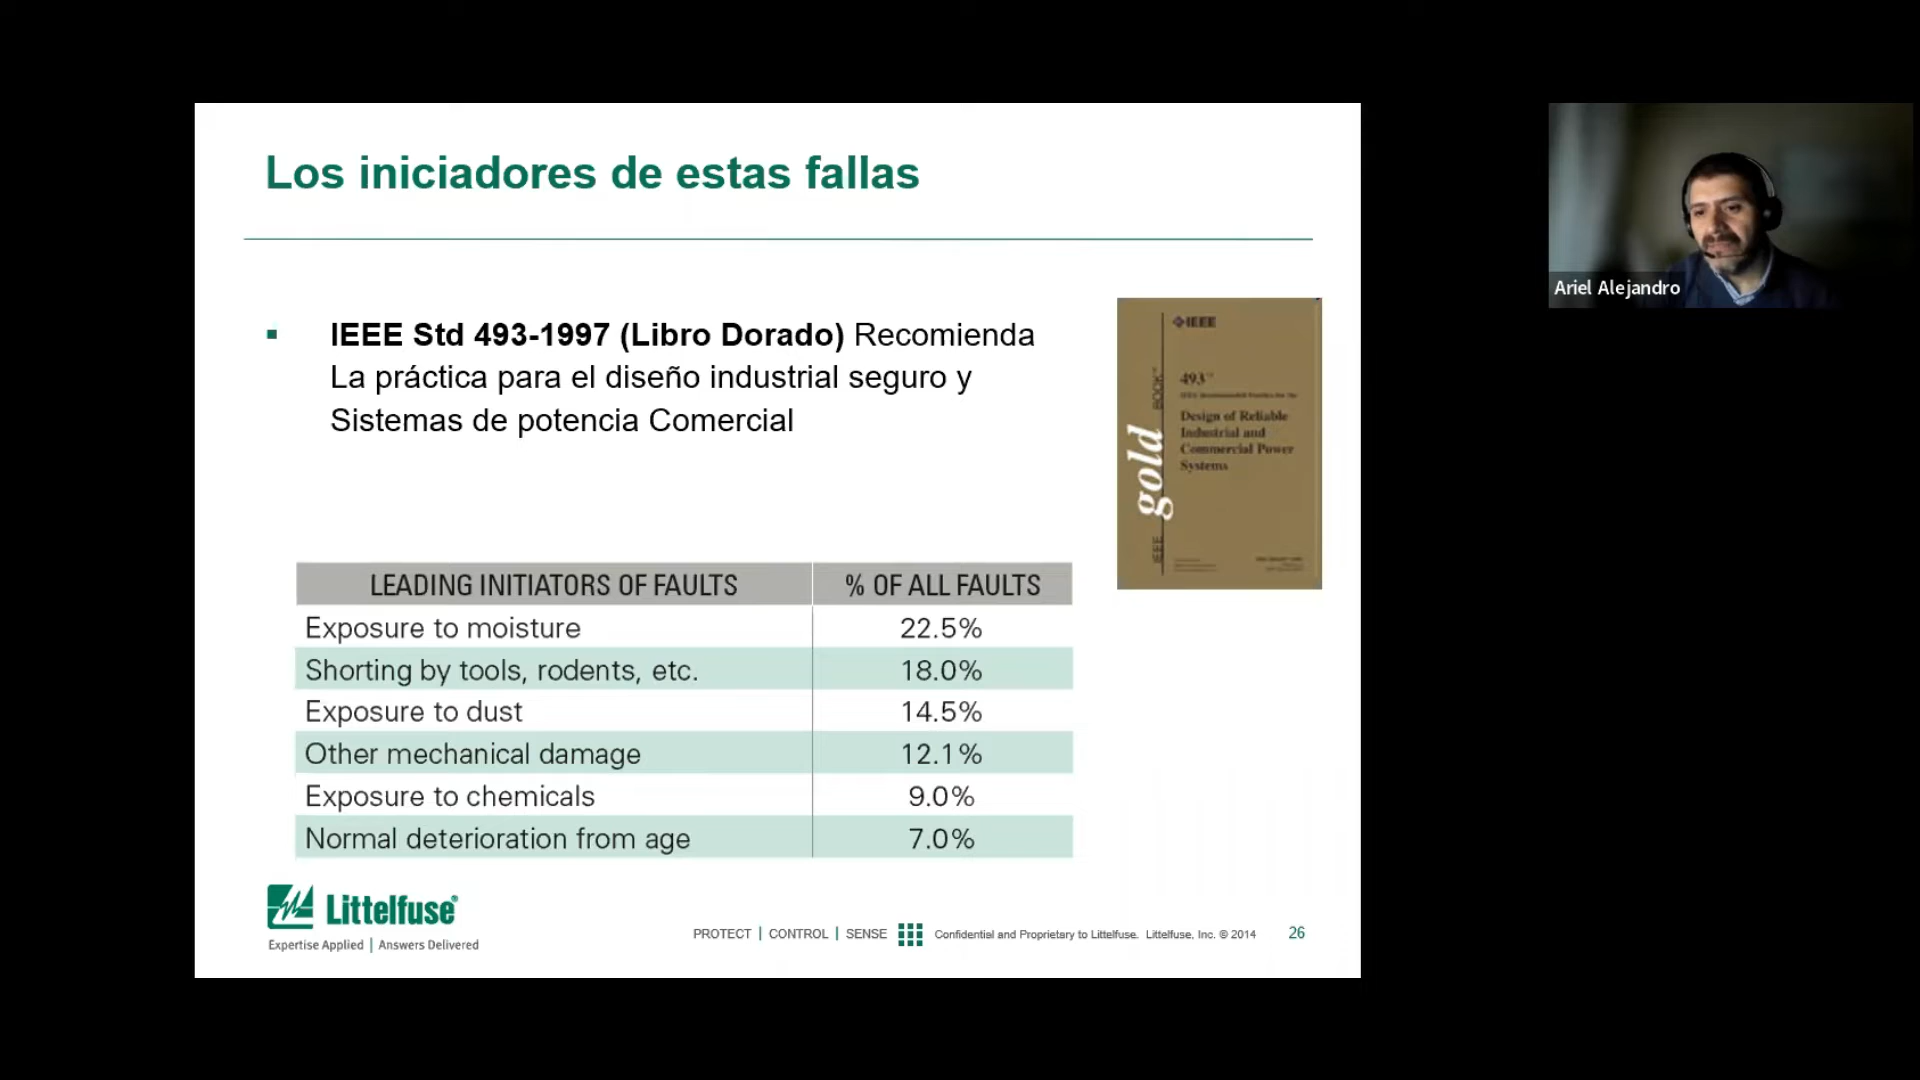 Los iniciadores de estas fallas
Ariel Alejandro
IEEE Std 493-1997 (Libro Dorado) Recomienda
La práctica para el diseño industrial seguro y
Sistemas de potencia Comercial
IEEE
493™
Design of Reliable
Industrial and
Commercial Power
Systems
IEEE gold BOOK™
LEADING INITIATORS OF FAULTS % OF ALL FAULTS
Exposure to moisture 22.5%
Shorting by tools, rodents, etc. 18.0%
Exposure to dust 14.5%
Other mechanical damage 12.1%
Exposure to chemicals 9.0%
Normal deterioration from age 7.0%
Littelfuse®
Expertise Applied | Answers Delivered
PROTECT | CONTROL | SENSE Confidential and Proprietary to Littelfuse. Littelfuse, Inc. © 2014 26